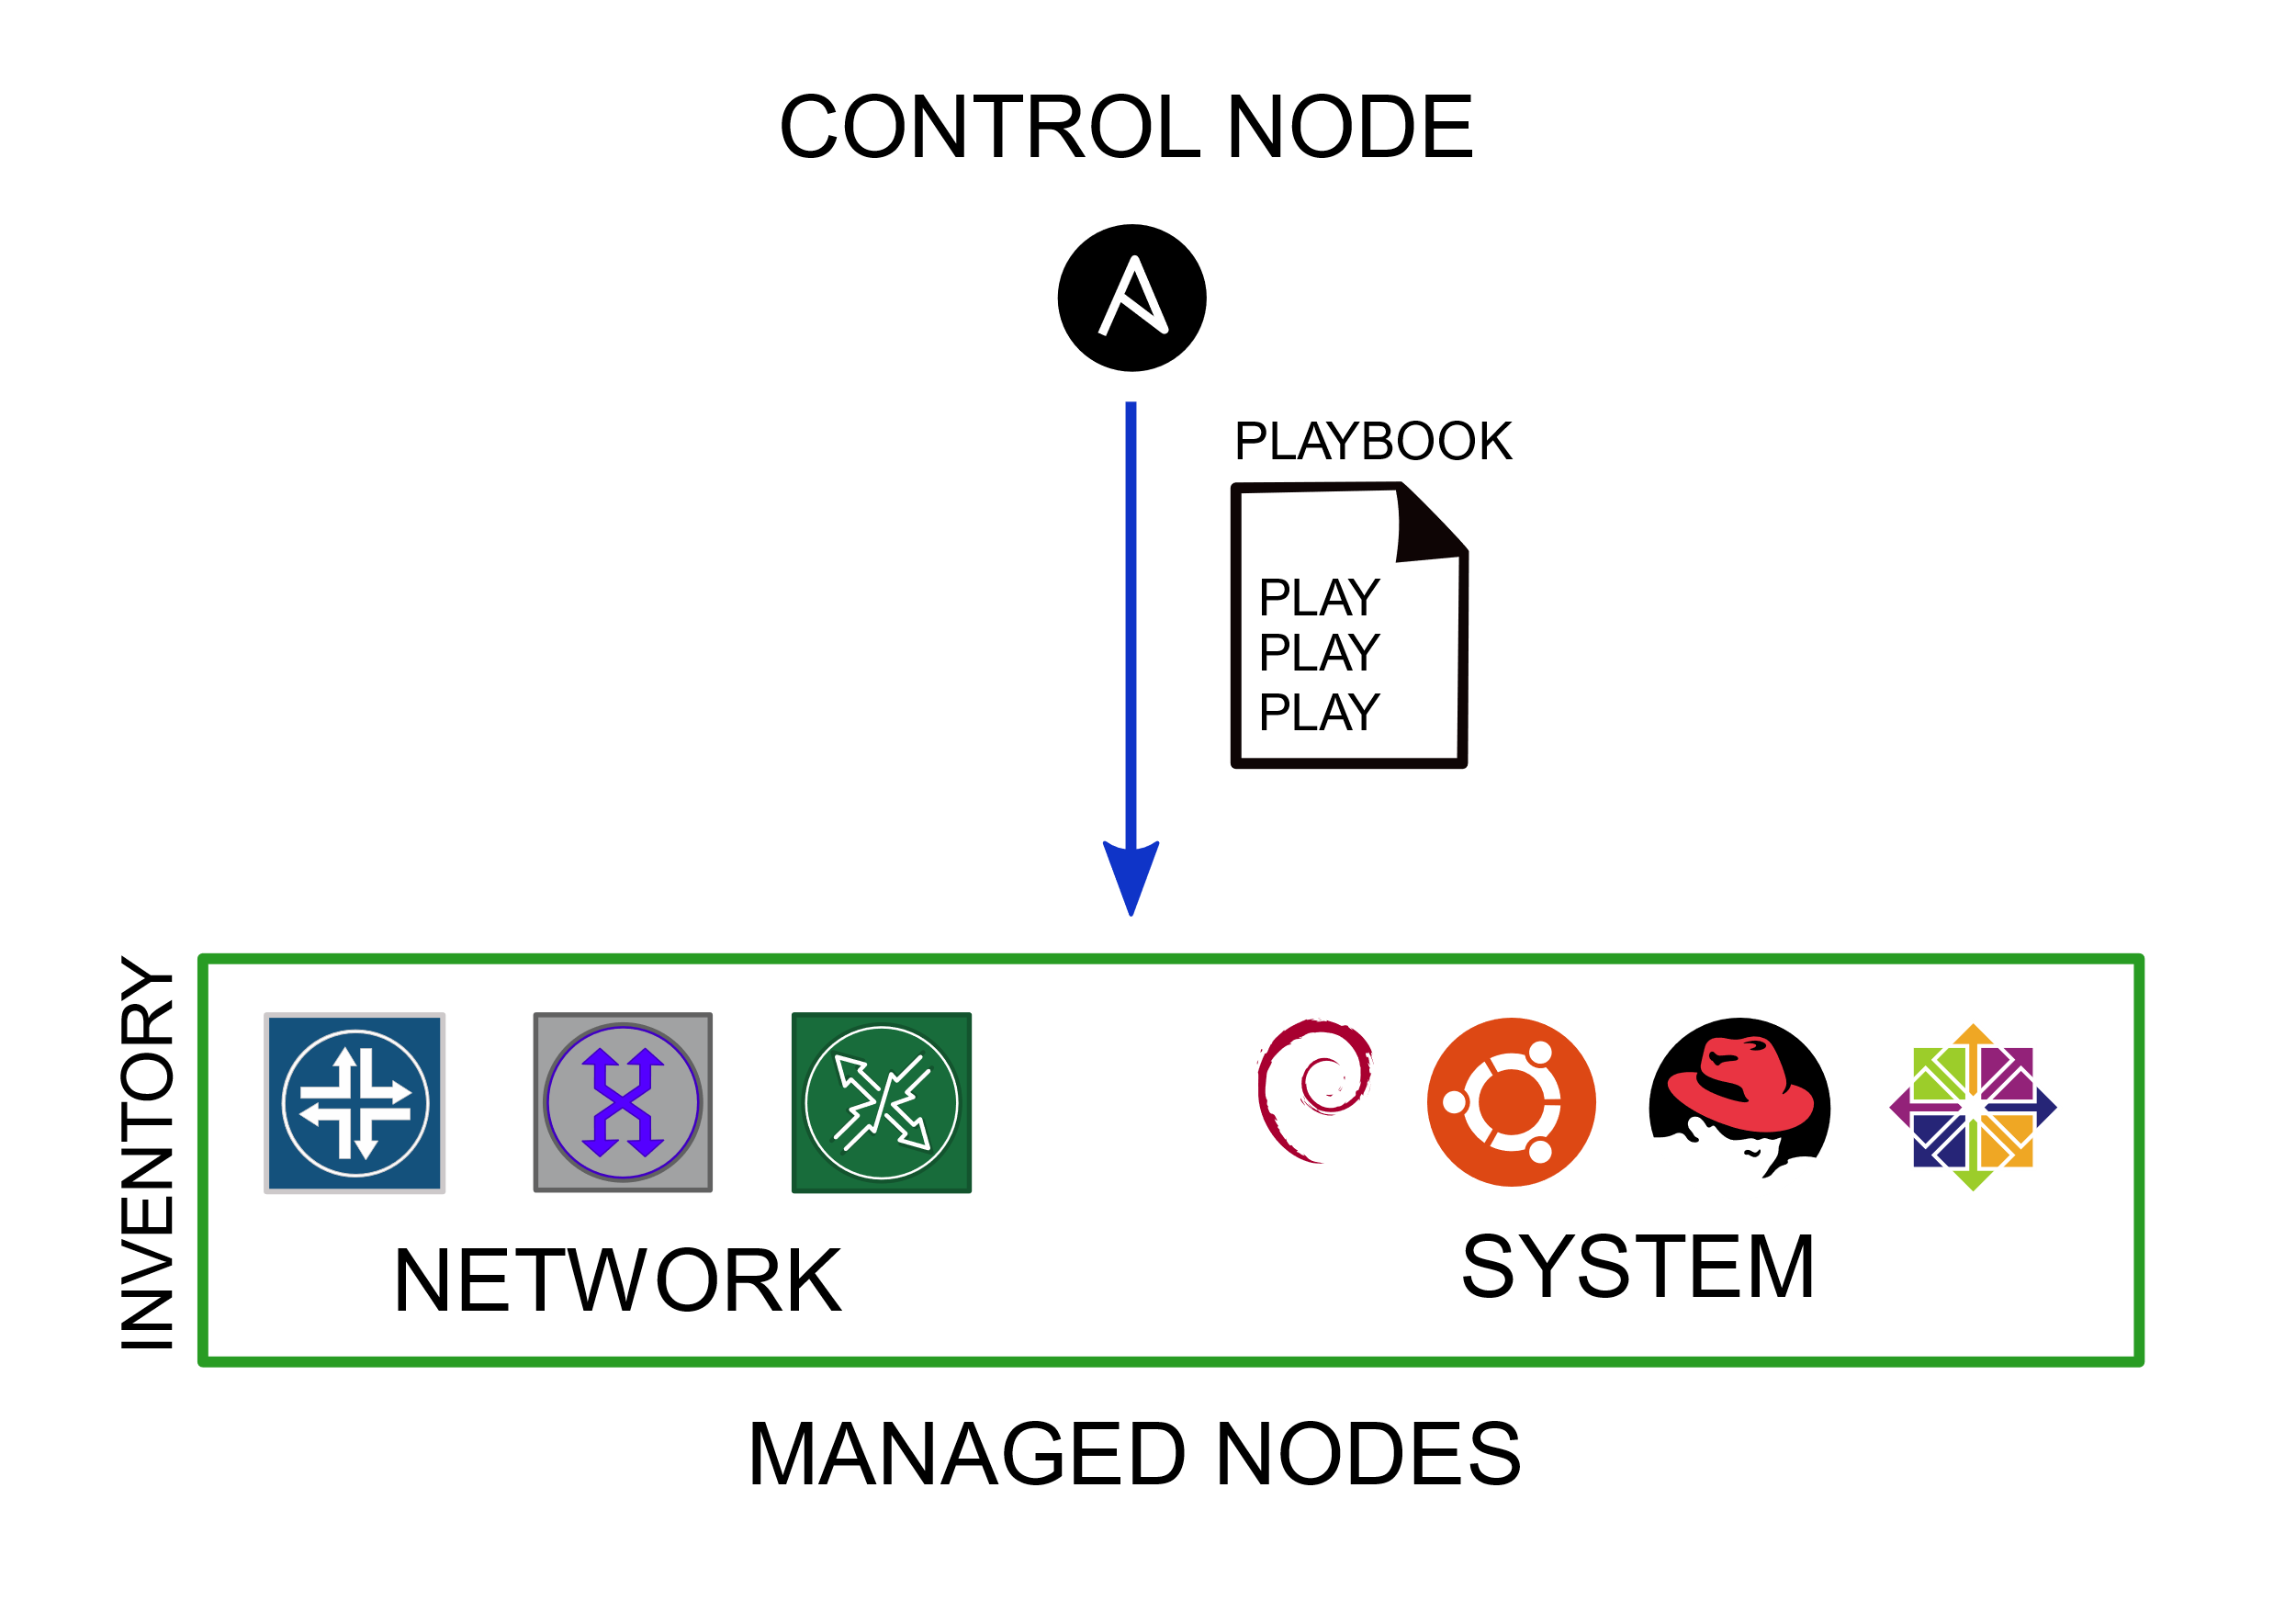 CONTROL NODE
PLAYBOOK
PLAY
PLAY
PLAY
INVENTORY
NETWORK
SYSTEM
MANAGED NODES